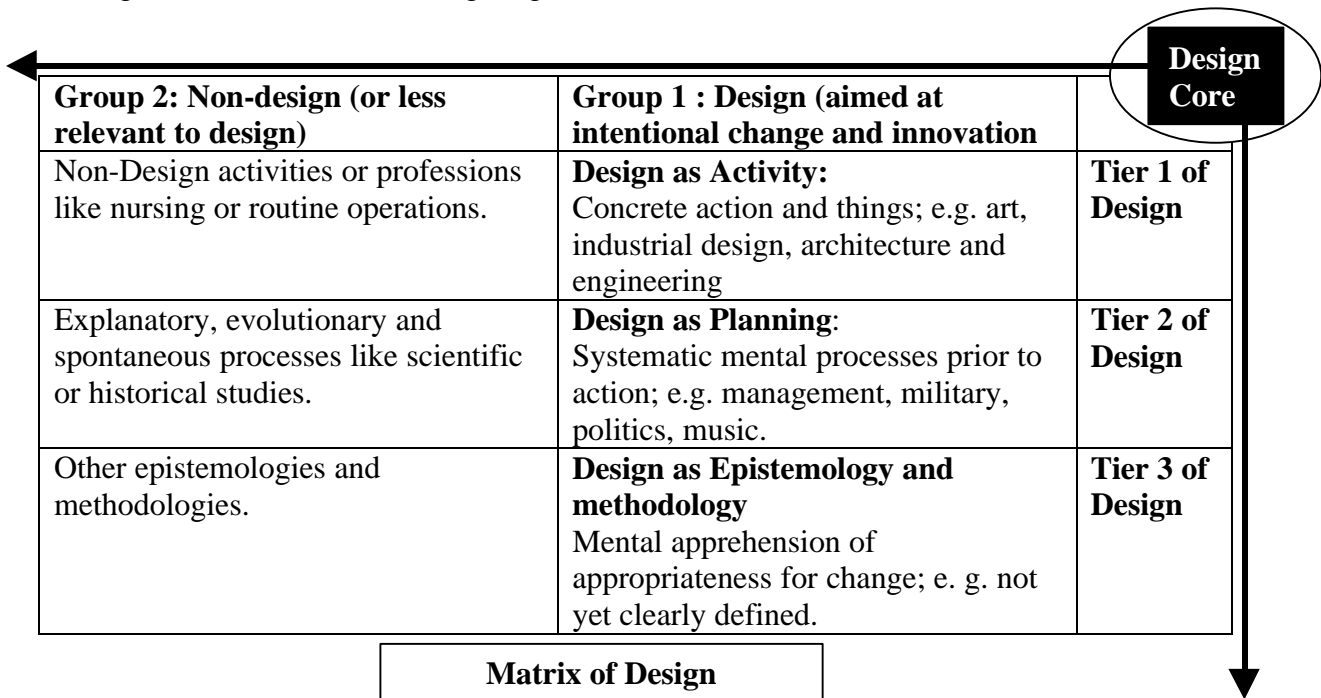 Design
Core
Group 2: Non-design (or less
relevant to design)
Group 1 : Design (aimed at
intentional change and innovation
Non-Design activities or professions
like nursing or routine operations.
Design as Activity:
Concrete action and things; e.g. art,
industrial design, architecture and
engineering
Tier 1 of
Design
Explanatory, evolutionary and
spontaneous processes like scientific
or historical studies.
Design as Planning:
Systematic mental processes prior to
action; e.g. management, military,
politics, music.
Tier 2 of
Design
Other epistemologies and
methodologies.
Design as Epistemology and
methodology
Mental apprehension of
appropriateness for change; e. g. not
yet clearly defined.
Tier 3 of
Design
Matrix of Design